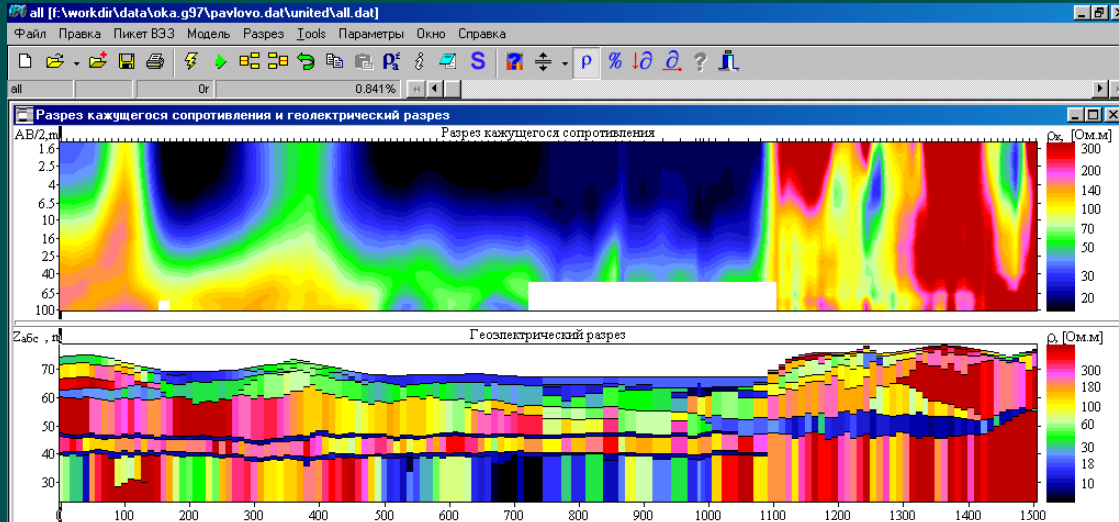 all [f:\workdir\data\oka.g97\pavlovo.dat\united\all.dat]
Файл Правка Пикет ВЭЗ Модель Разрез Tools Параметры Окно Справка
ρ % ?
all 0r 0.841%
Разрез кажущегося сопротивления и геолектрический разрез
AB/2,m Разрез кажущегося сопротивления ρк, [Ом.м]
1.6 300
2.5 200
4 140
6.5 100
10 70
16 50
25 30
40 20
65
100
Zабс , m Геоэлектрический разрез ρ, [Ом.м]
70 300
60 180
50 100
40 60
30 30
18
10
0 100 200 300 400 500 600 700 800 900 1000 1100 1200 1300 1400 1500